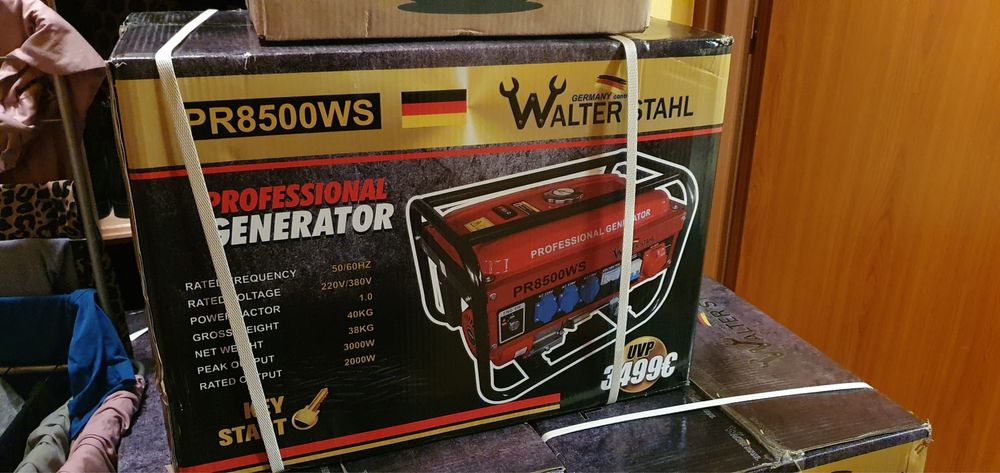 PR8500WS
GERMANY
WALTER STAHL
PROFESSIONAL
GENERATOR
RATED FREQUENCY 50/60HZ
RATED VOLTAGE 220V/380V
POWER FACTOR 1.0
GROSS WEIGHT 40KG
NET WEIGHT 38KG
PEAK OUTPUT 3000W
RATED OUTPUT 2000W
KEY
START
PROFESSIONAL GENERATOR
PR8500WS
UVP
3499€
WALTER S